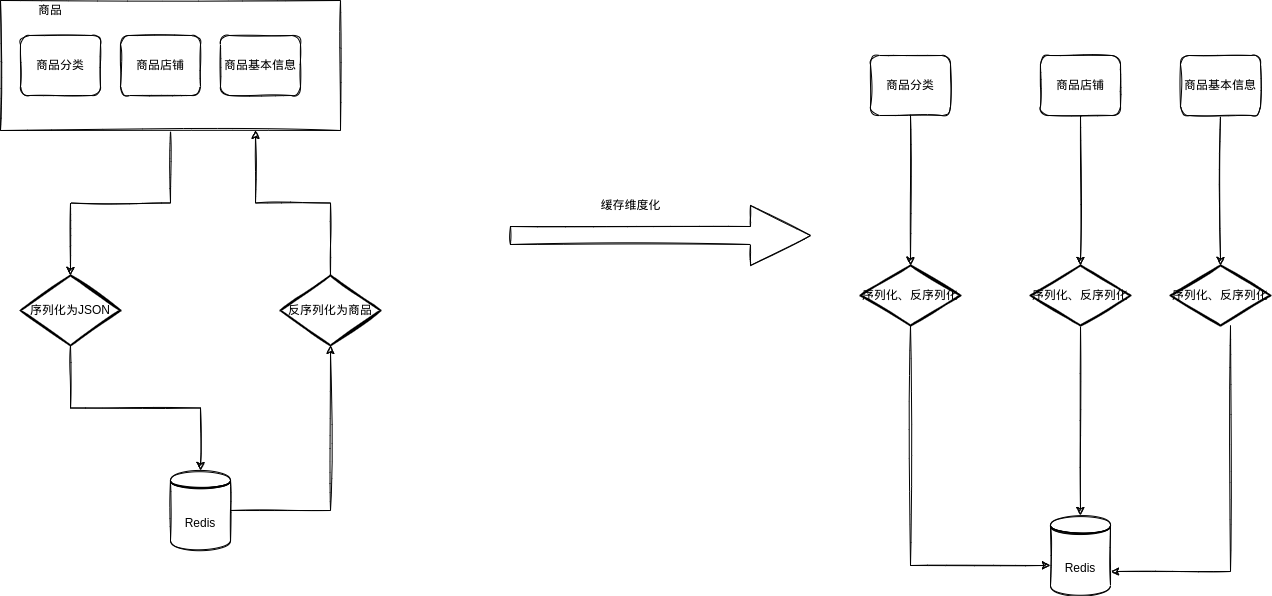 商品
商品分类
商品店铺
商品基本信息
序列化为JSON
反序列化为商品
Redis
缓存维度化
商品分类
商品店铺
商品基本信息
序列化、反序列化
序列化、反序列化
序列化、反序列化
Redis